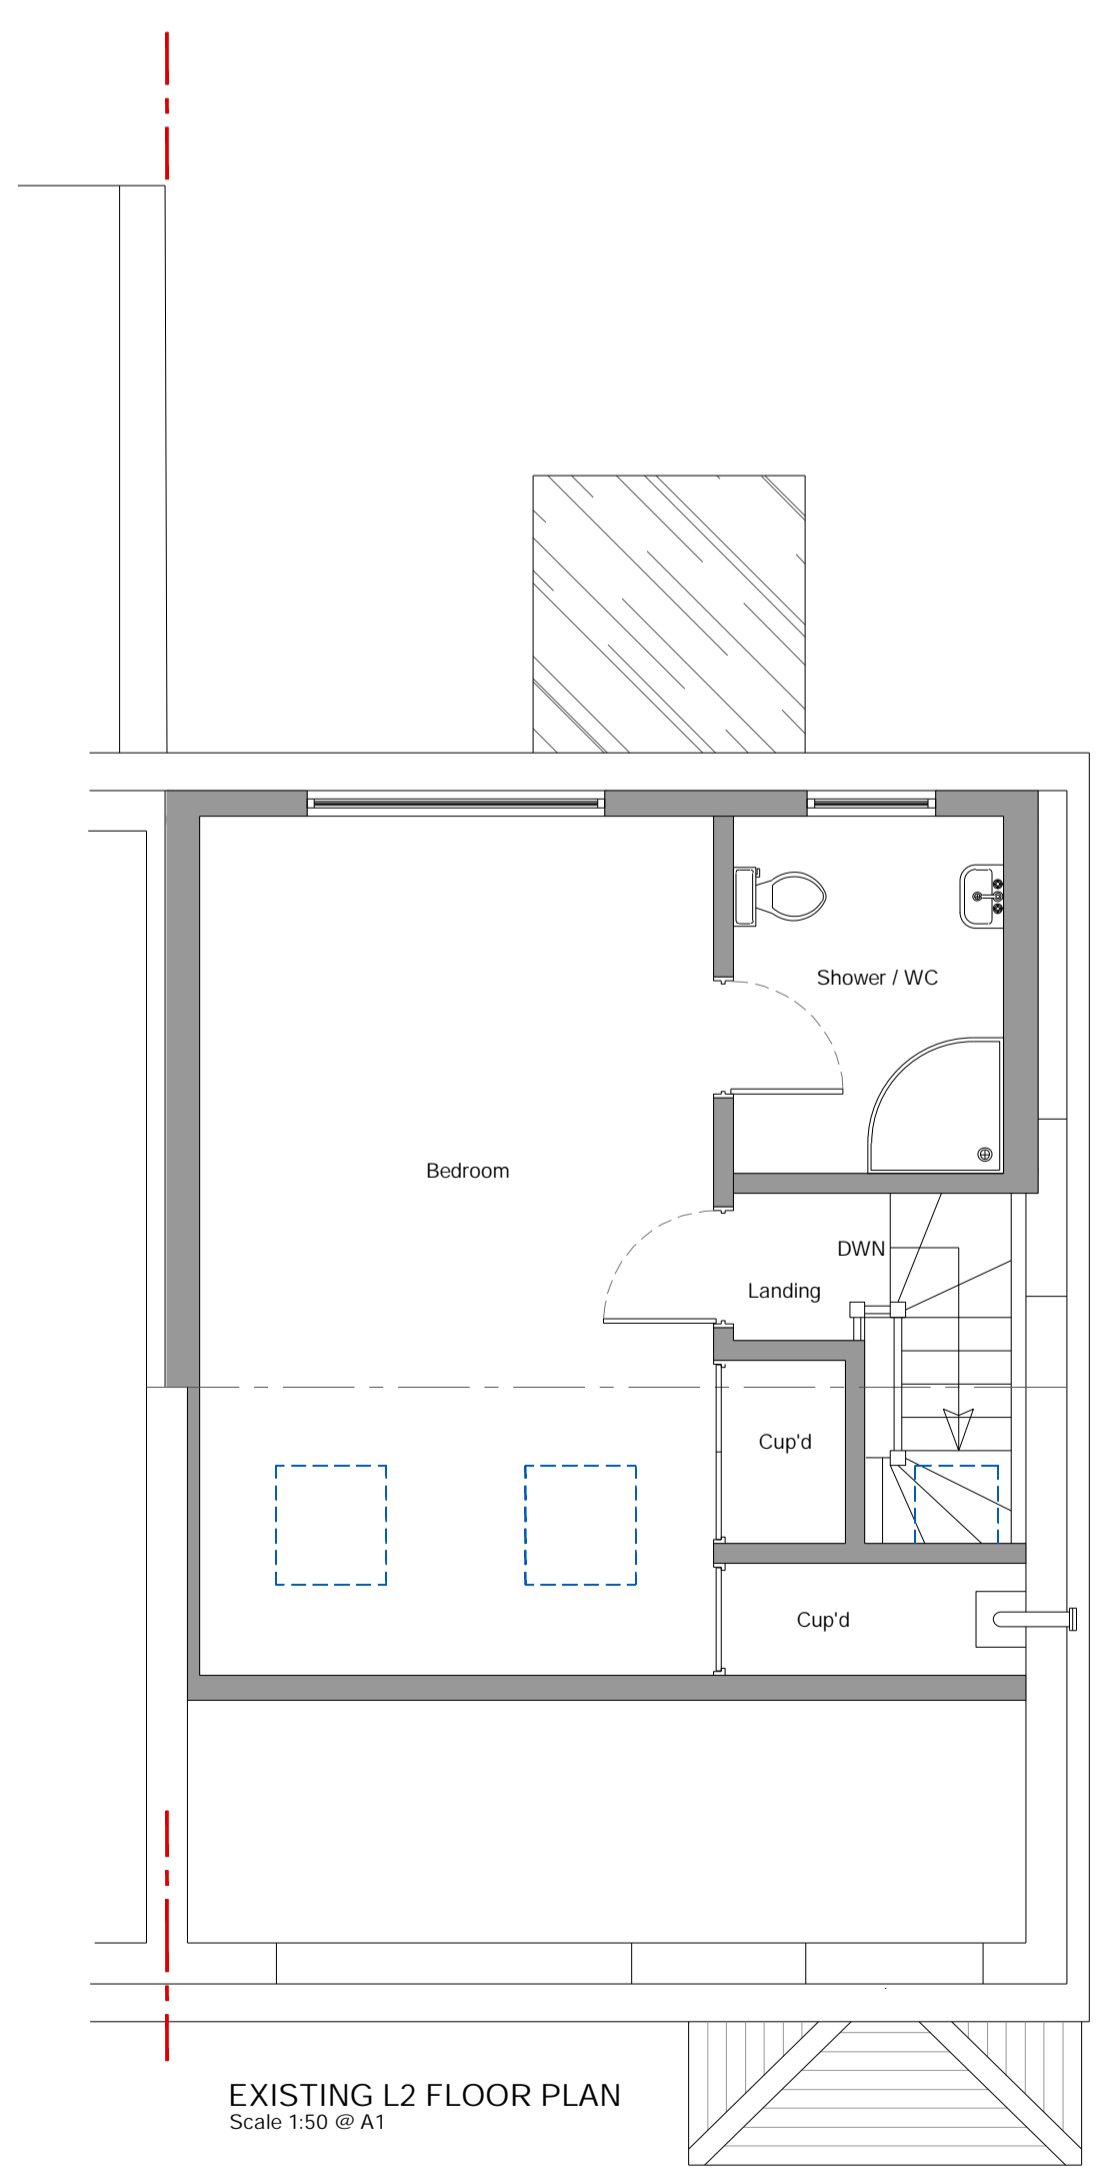 Shower / WC
Bedroom
DWN
Landing
Cup'd
Cup'd
EXISTING L2 FLOOR PLAN
Scale 1:50 @ A1